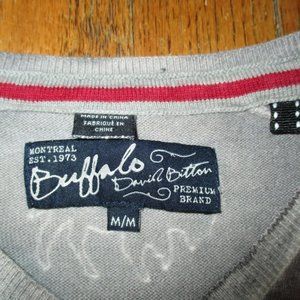 MADE IN CHINA
FABRIQUÉ EN
CHINE
MONTREAL
EST. 1973
Buffalo
David Bitton
PREMIUM
BRAND
M/M